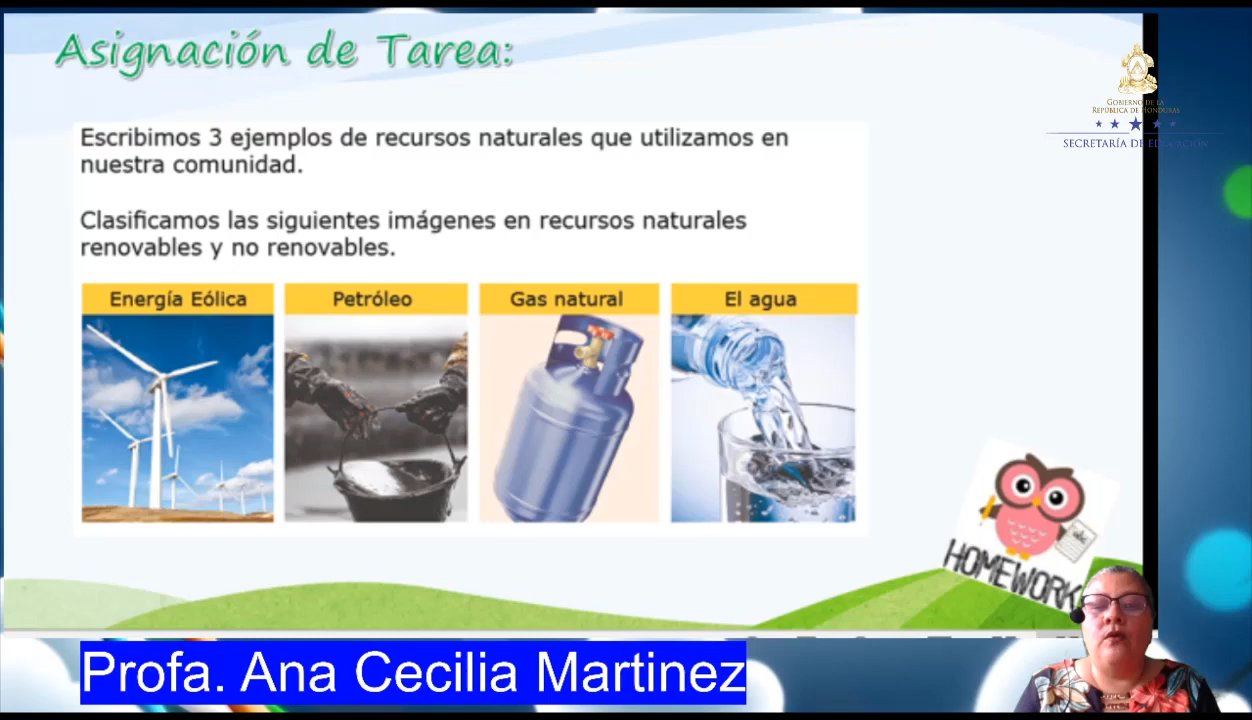 Asignación de Tarea:
GOBIERNO DE LA
REPÚBLICA DE HONDURAS
SECRETARÍA DE EDUCACIÓN
Escribimos 3 ejemplos de recursos naturales que utilizamos en
nuestra comunidad.
Clasificamos las siguientes imágenes en recursos naturales
renovables y no renovables.
Energía Eólica
Petróleo
Gas natural
El agua
abc
HOMEWORK
Profa. Ana Cecilia Martinez